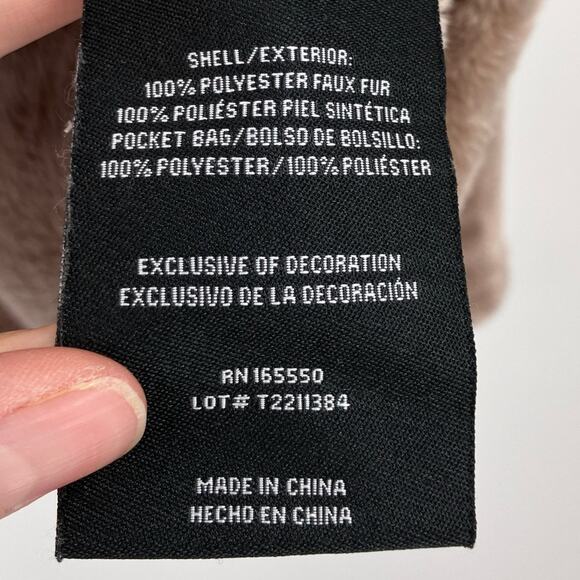 SHELL/EXTERIOR:
100% POLYESTER FAUX FUR
100% POLIÉSTER PIEL SINTÉTICA
POCKET BAG/BOLSO DE BOLSILLO:
100% POLYESTER/100% POLIÉSTER
EXCLUSIVE OF DECORATION
EXCLUSIVO DE LA DECORACIÓN
RN165550
LOT# T2211384
MADE IN CHINA
HECHO EN CHINA